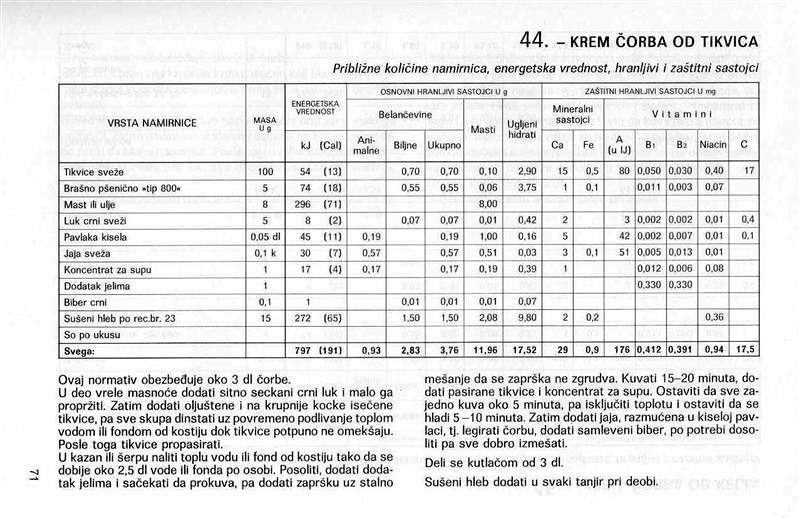 44. – KREM ČORBA OD TIKVICA
Približne količine namirnica, energetska vrednost, hranljivi i zaštitni sastojci
VRSTA NAMIRNICE MASA U g ENERGETSKA VREDNOST OSNOVNI HRANLJIVI SASTOJCI U g ZAŠTITNI HRANLJIVI SASTOJCI U mg
Belančevine Masti Ugljeni hidrati Mineralni sastojci Vitamini
kJ (Cal) Ani-malne Biljne Ukupno Ca Fe A (u IJ) B1 B2 Niacin C
Tikvice sveže 100 54 (13) 0,70 0,70 0,10 2,90 15 0,5 80 0,050 0,030 0,40 17
Brašno pšenično »tip 800« 5 74 (18) 0,55 0,55 0,06 3,75 1 0,1 0,011 0,003 0,07
Mast ili ulje 8 296 (71) 8,00
Luk crni sveži 5 8 (2) 0,07 0,07 0,01 0,42 2 3 0,002 0,002 0,01 0,4
Pavlaka kisela 0,05 dl 45 (11) 0,19 0,19 1,00 0,16 5 42 0,002 0,007 0,01 0,1
Jaja sveža 0,1 k 30 (7) 0,57 0,57 0,51 0,03 3 0,1 51 0,005 0,013 0,01
Koncentrat za supu 1 17 (4) 0,17 0,17 0,19 0,39 1 0,012 0,006 0,08
Dodatak jelima 1 0,330 0,330
Biber crni 0,1 1 0,01 0,01 0,01 0,07
Sušeni hleb po rec.br. 23 15 272 (65) 1,50 1,50 2,08 9,80 2 0,2 0,36
So po ukusu
Svega: 797 (191) 0,93 2,83 3,76 11,96 17,52 29 0,9 176 0,412 0,391 0,94 17,5
Ovaj normativ obezbeđuje oko 3 dl čorbe.
U deo vrele masnoće dodati sitno seckani crni luk i malo ga
propržiti. Zatim dodati oljuštene i na krupnije kocke isečene
tikvice, pa sve skupa dinstati uz povremeno podlivanje toplom
vodom ili fondom od kostiju dok tikvice potpuno ne omekšaju.
Posle toga tikvice propasirati.
U kazan ili šerpu naliti toplu vodu ili fond od kostiju tako da se
dobije oko 2,5 dl vode ili fonda po osobi. Posoliti, dodati doda-
tak jelima i sačekati da prokuva, pa dodati zapršku uz stalno
mešanje da se zaprška ne zgrudva. Kuvati 15–20 minuta, do-
dati pasirane tikvice i koncentrat za supu. Ostaviti da sve za-
jedno kuva oko 5 minuta, pa isključiti toplotu i ostaviti da se
hladi 5–10 minuta. Zatim dodati jaja, razmućena u kiseloj pav-
laci, tj. legirati čorbu, dodati samleveni biber, po potrebi doso-
liti pa sve dobro izmešati.
Deli se kutlačom od 3 dl.
Sušeni hleb dodati u svaki tanjir pri deobi.
71